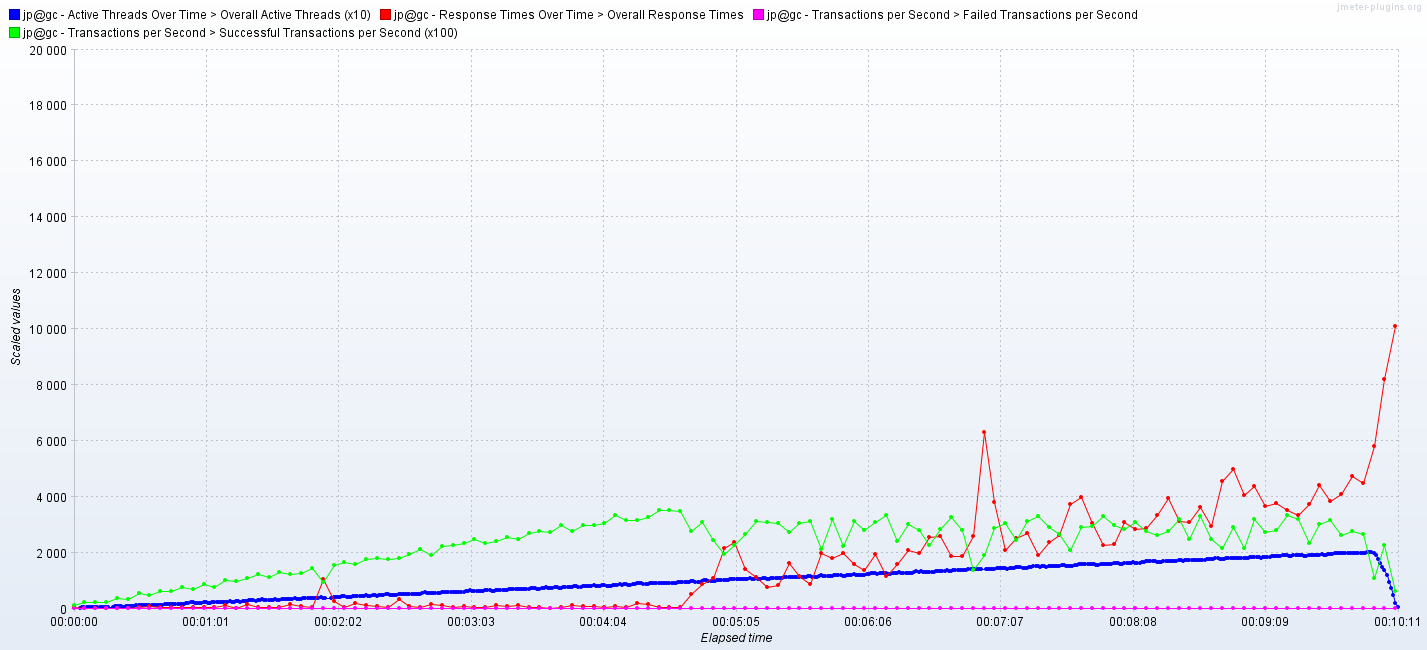 jp@gc - Active Threads Over Time > Overall Active Threads (x10) jp@gc - Response Times Over Time > Overall Response Times jp@gc - Transactions per Second > Failed Transactions per Second
jp@gc - Transactions per Second > Successful Transactions per Second (x100)
jmeter-plugins.org
20 000
18 000
16 000
14 000
12 000
10 000
8 000
6 000
4 000
2 000
0
Scaled values
00:00:00 00:01:01 00:02:02 00:03:03 00:04:04 00:05:05 00:06:06 00:07:07 00:08:08 00:09:09 00:10:11
Elapsed time